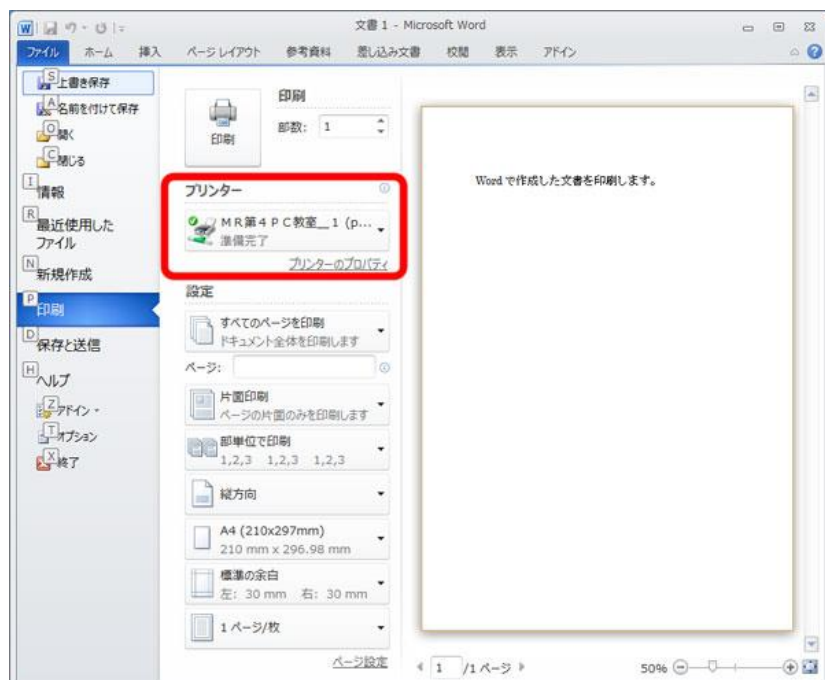 文書 1 - Microsoft Word
ファイル ホーム 挿入 ページ レイアウト 参考資料 差し込み文書 校閲 表示 アドイン
S 上書き保存
A 名前を付けて保存
O 開く
C 閉じる
I 情報
R 最近使用した
ファイル
N 新規作成
P 印刷
D 保存と送信
H ヘルプ
Z アドイン
T オプション
X 終了
印刷
印刷
部数: 1
プリンター
MR第4PC教室__1 (p...
準備完了
プリンターのプロパティ
設定
すべてのページを印刷
ドキュメント全体を印刷します
ページ:
片面印刷
ページの片面のみを印刷します
部単位で印刷
1,2,3 1,2,3 1,2,3
縦方向
A4 (210x297mm)
210 mm x 296.98 mm
標準の余白
左: 30 mm 右: 30 mm
1 ページ/枚
ページ設定
Word で作成した文書を印刷します。
1 /1 ページ
50%